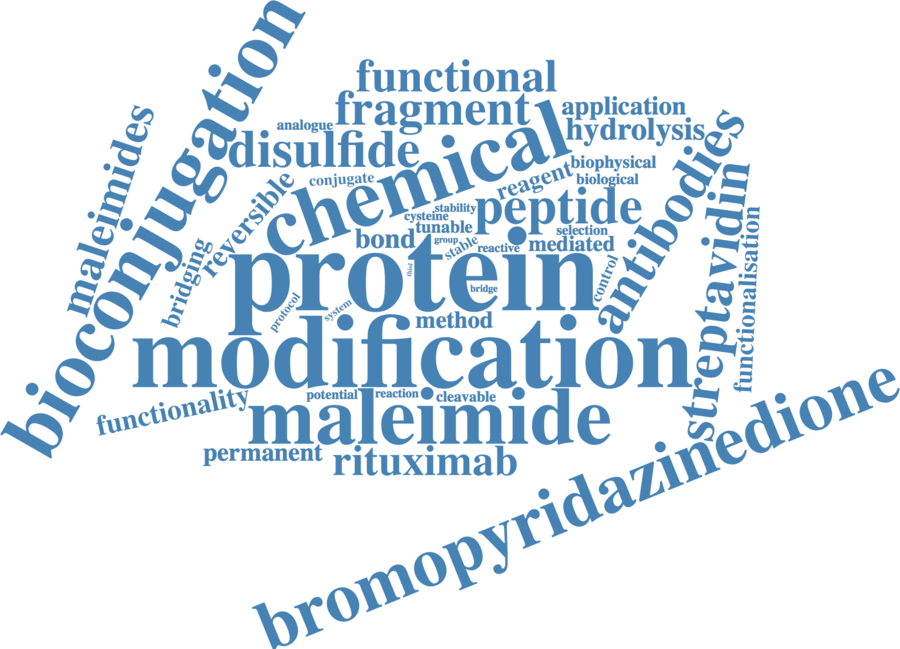 functional
fragment
application
analogue
hydrolysis
disulfide
chemical
maleimides
bioconjugation
conjugate
reagent
biophysical
biological
antibodies
reversible
stability
cysteine
peptide
tunable
selection
bond
group
stable
reactive
mediated
bridging
protein
thiol
bridge
control
streptavidin
functionalisation
protocol
system
method
modification
functionality
potential
reaction
cleavable
maleimide
permanent
rituximab
bromopyridazinedione